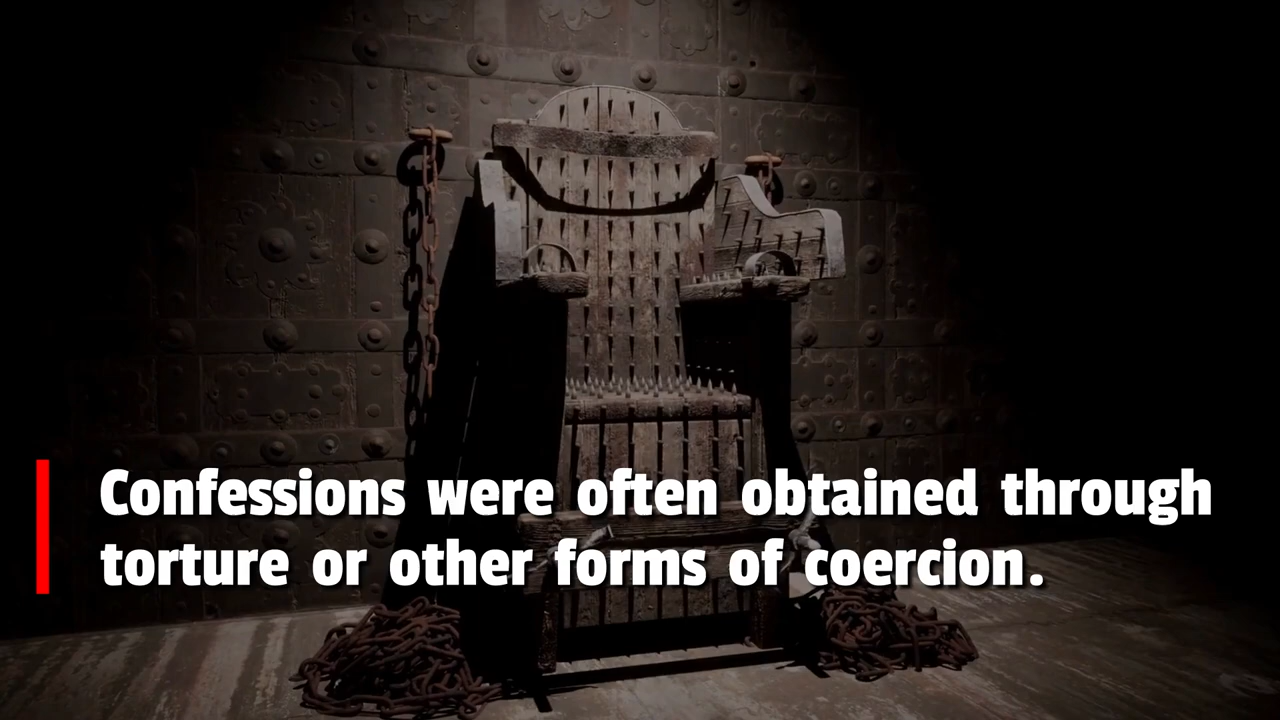 Confessions were often obtained through
torture or other forms of coercion.